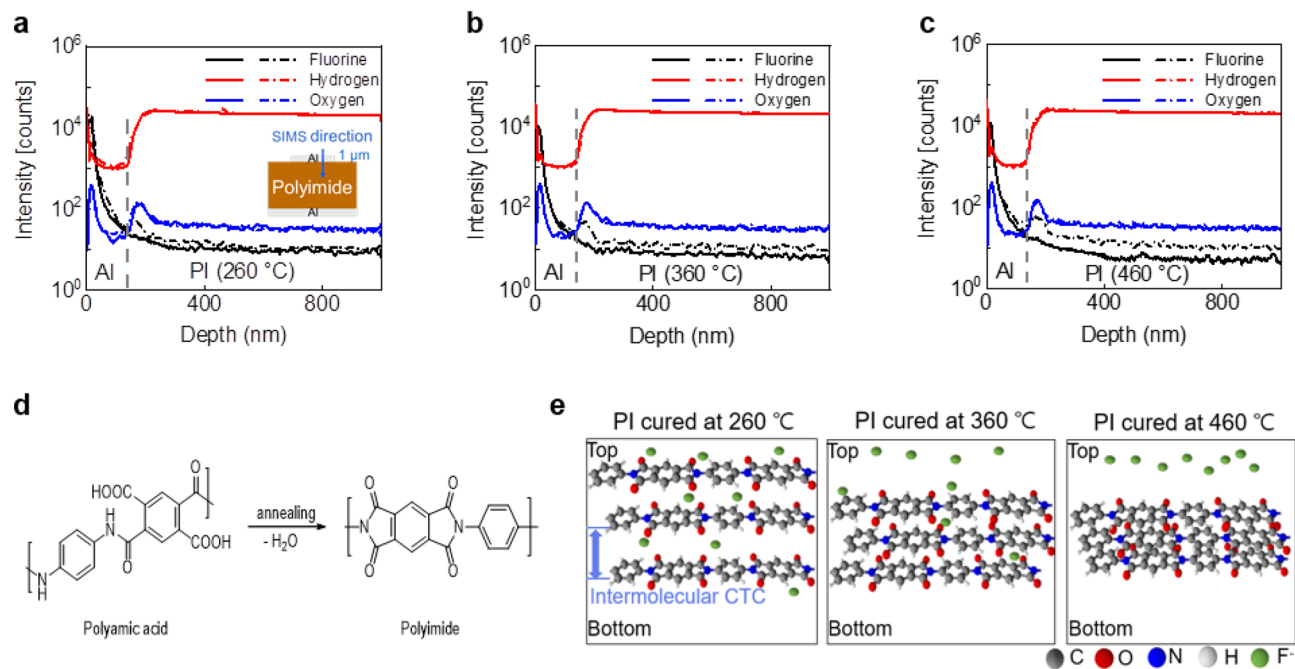 a
10⁶
10⁴
10²
10⁰
Intensity [counts]
Fluorine
Hydrogen
Oxygen
SIMS direction
1 µm
Al
Polyimide
Al
Al
PI (260 °C)
0
400
800
Depth (nm)
b
10⁶
10⁴
10²
10⁰
Intensity [counts]
Fluorine
Hydrogen
Oxygen
Al
PI (360 °C)
0
400
800
Depth (nm)
c
10⁶
10⁴
10²
10⁰
Intensity [counts]
Fluorine
Hydrogen
Oxygen
Al
PI (460 °C)
0
400
800
Depth (nm)
d
O
HOOC
H
N
O
COOH
N
H
Polyamic acid
annealing
- H₂O
O
O
N
N
O
O
Polyimide
e
PI cured at 260 ℃
Top
Intermolecular CTC
Bottom
PI cured at 360 ℃
Top
Bottom
PI cured at 460 ℃
Top
Bottom
C O N H F⁻